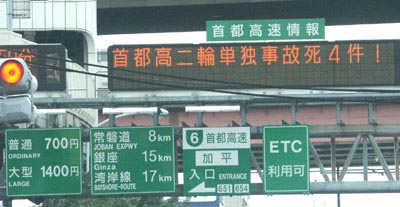 首都高速情報
首都高二輪単独事故死4件!
普通 700円
ORDINARY
大型 1400円
LARGE
常磐道 8km
JOBAN EXPWY
銀座 15km
Ginza
湾岸線 17km
BAYSHORE-ROUTE
6 首都高速
加平
入口 ENTRANCE
651 654
ETC
利用可